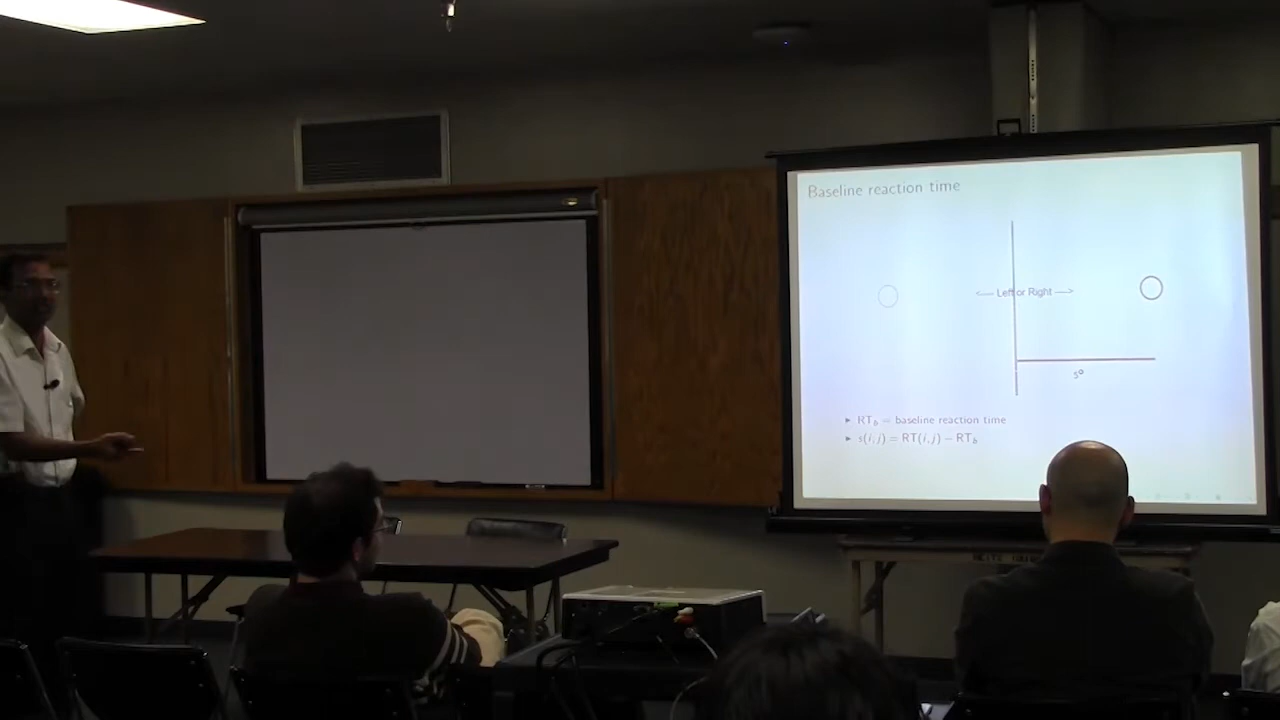 Baseline reaction time
<— Left or Right —>
5°
▶ RT_b = baseline reaction time
▶ s(i,j) = RT(i,j) − RT_b